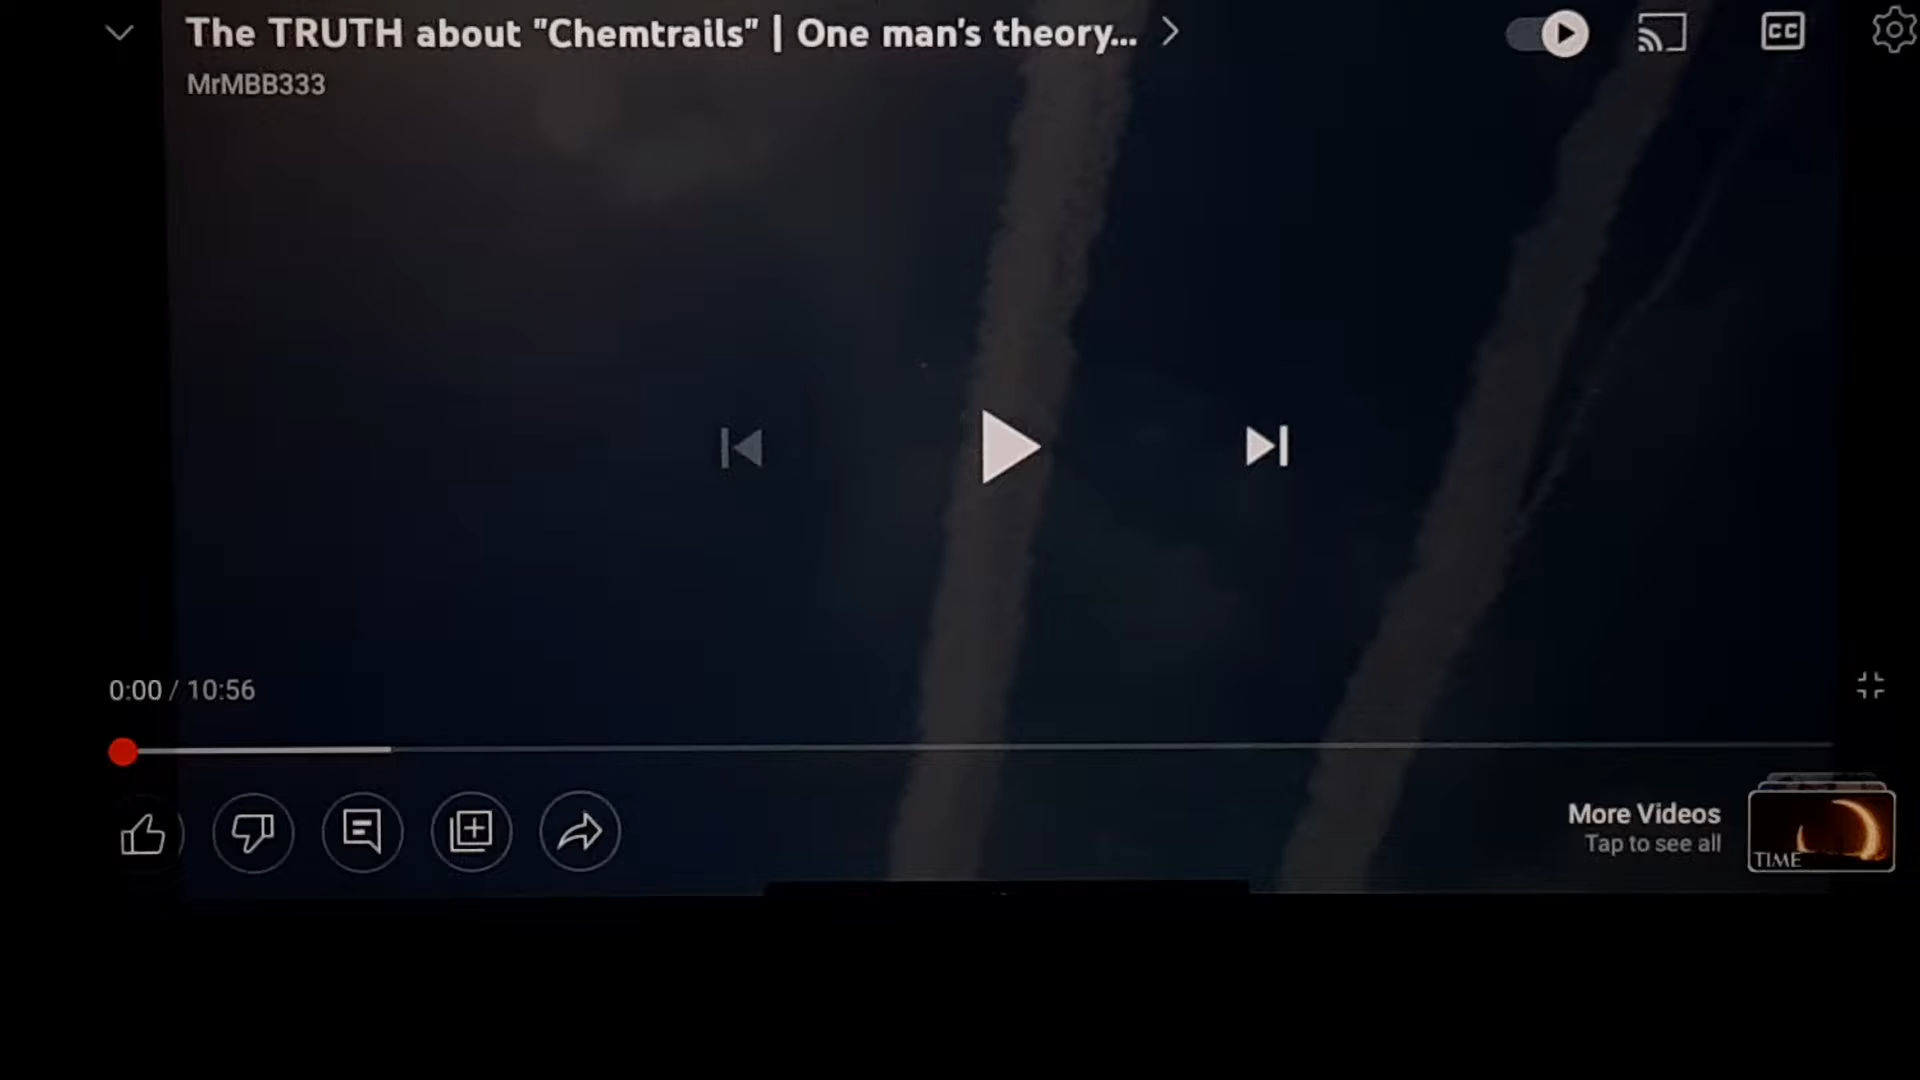 The TRUTH about "Chemtrails" | One man's theory...
MrMBB333
CC
0:00 / 10:56
More Videos
Tap to see all
TIME